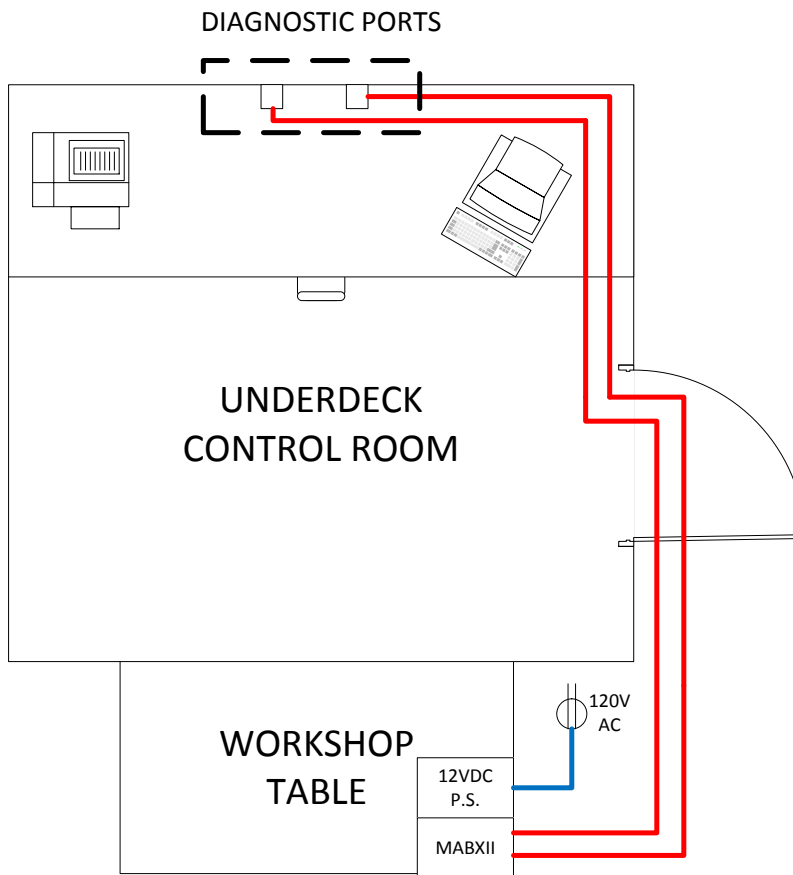 DIAGNOSTIC PORTS
UNDERDECK
CONTROL ROOM
120V
AC
WORKSHOP
TABLE
12VDC
P.S.
MABXII